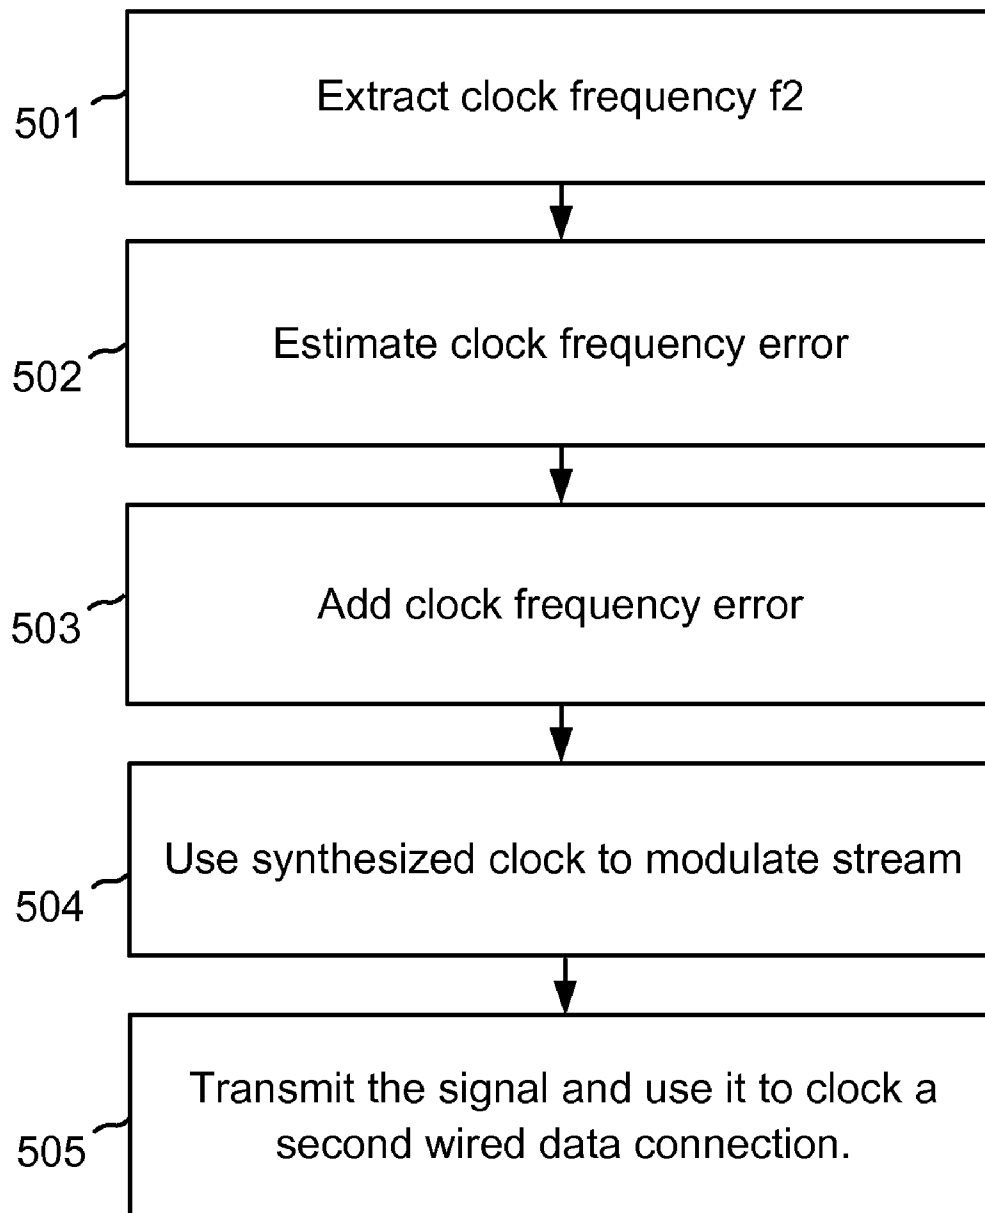 Extract clock frequency f2
501
Estimate clock frequency error
502
Add clock frequency error
503
Use synthesized clock to modulate stream
504
Transmit the signal and use it to clock a
second wired data connection.
505